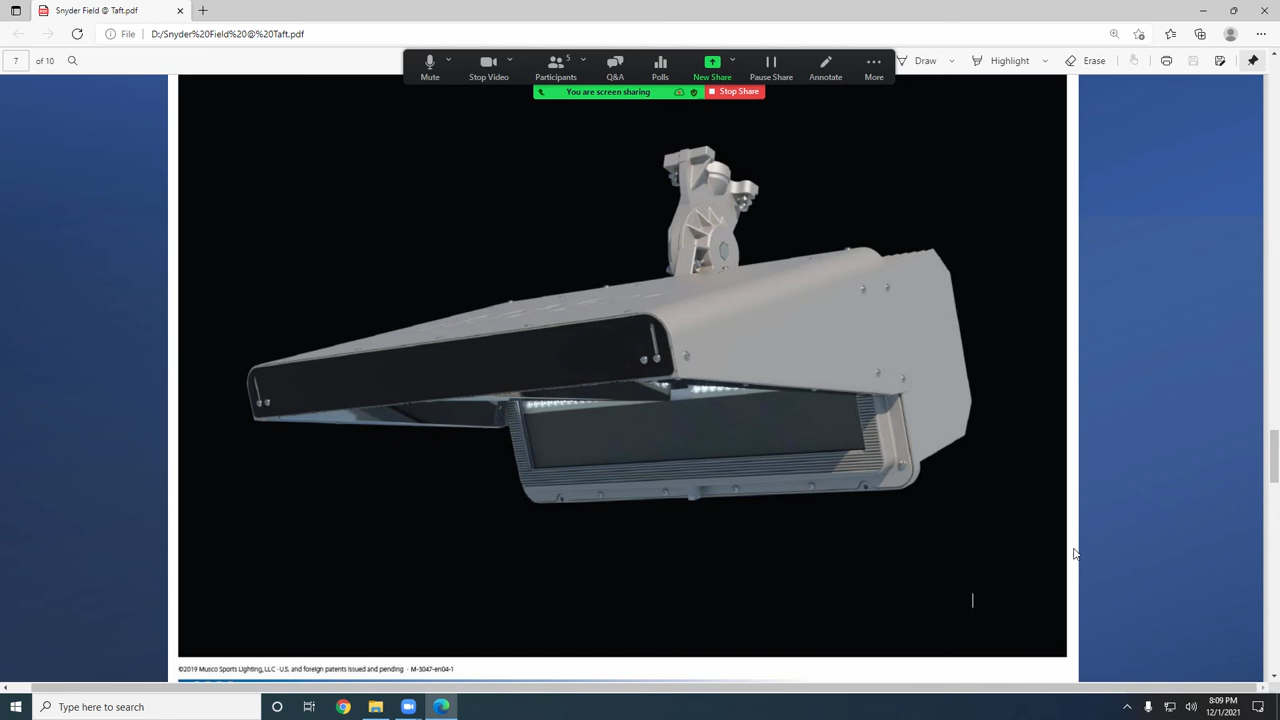 Snyder Field @ Taft.pdf
File D:/Snyder%20Field%20@%20Taft.pdf
7 of 10
Draw Highlight Erase
5
Mute Stop Video Participants Q&A Polls New Share Pause Share Annotate More
You are screen sharing Stop Share
©2019 Musco Sports Lighting, LLC · U.S. and foreign patents issued and pending · M-3047-en04-1
Type here to search
8:09 PM
12/1/2021